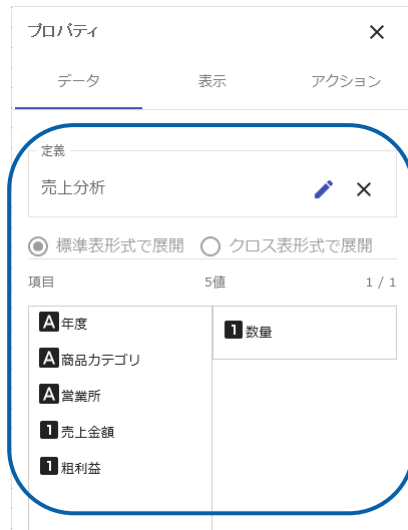 プロパティ ×
データ 表示 アクション
定義
売上分析
標準表形式で展開 クロス表形式で展開
項目 5値 1 / 1
A 年度
1 数量
A 商品カテゴリ
A 営業所
1 売上金額
1 粗利益